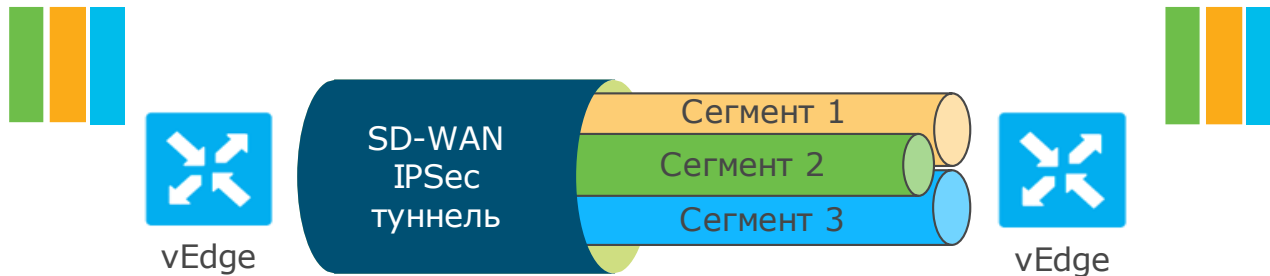 SD-WAN
IPSec
туннель
Сегмент 1
Сегмент 2
Сегмент 3
vEdge
vEdge